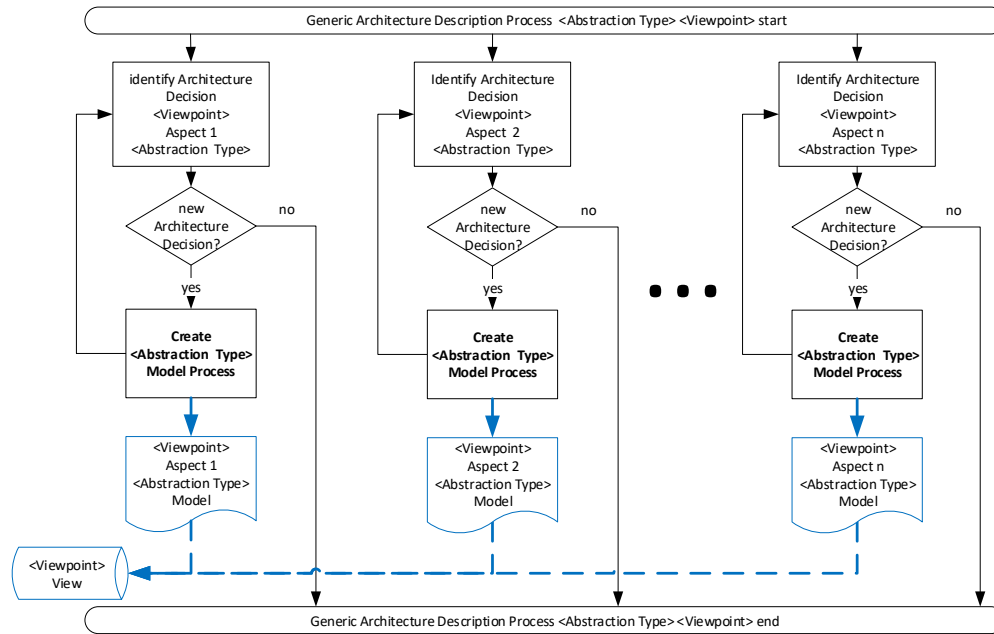 Generic Architecture Description Process <Abstraction Type> <Viewpoint> start
identify Architecture
Decision
<Viewpoint>
Aspect 1
<Abstraction Type>
Identify Architecture
Decision
<Viewpoint>
Aspect 2
<Abstraction Type>
Identify Architecture
Decision
<Viewpoint>
Aspect n
<Abstraction Type>
new
Architecture
Decision?
no
new
Architecture
Decision?
no
new
Architecture
Decision?
no
yes
yes
yes
Create
<Abstraction Type>
Model Process
Create
<Abstraction Type>
Model Process
Create
<Abstraction Type>
Model Process
<Viewpoint>
Aspect 1
<Abstraction Type>
Model
<Viewpoint>
Aspect 2
<Abstraction Type>
Model
<Viewpoint>
Aspect n
<Abstraction Type>
Model
<Viewpoint>
View
Generic Architecture Description Process <Abstraction Type> <Viewpoint> end